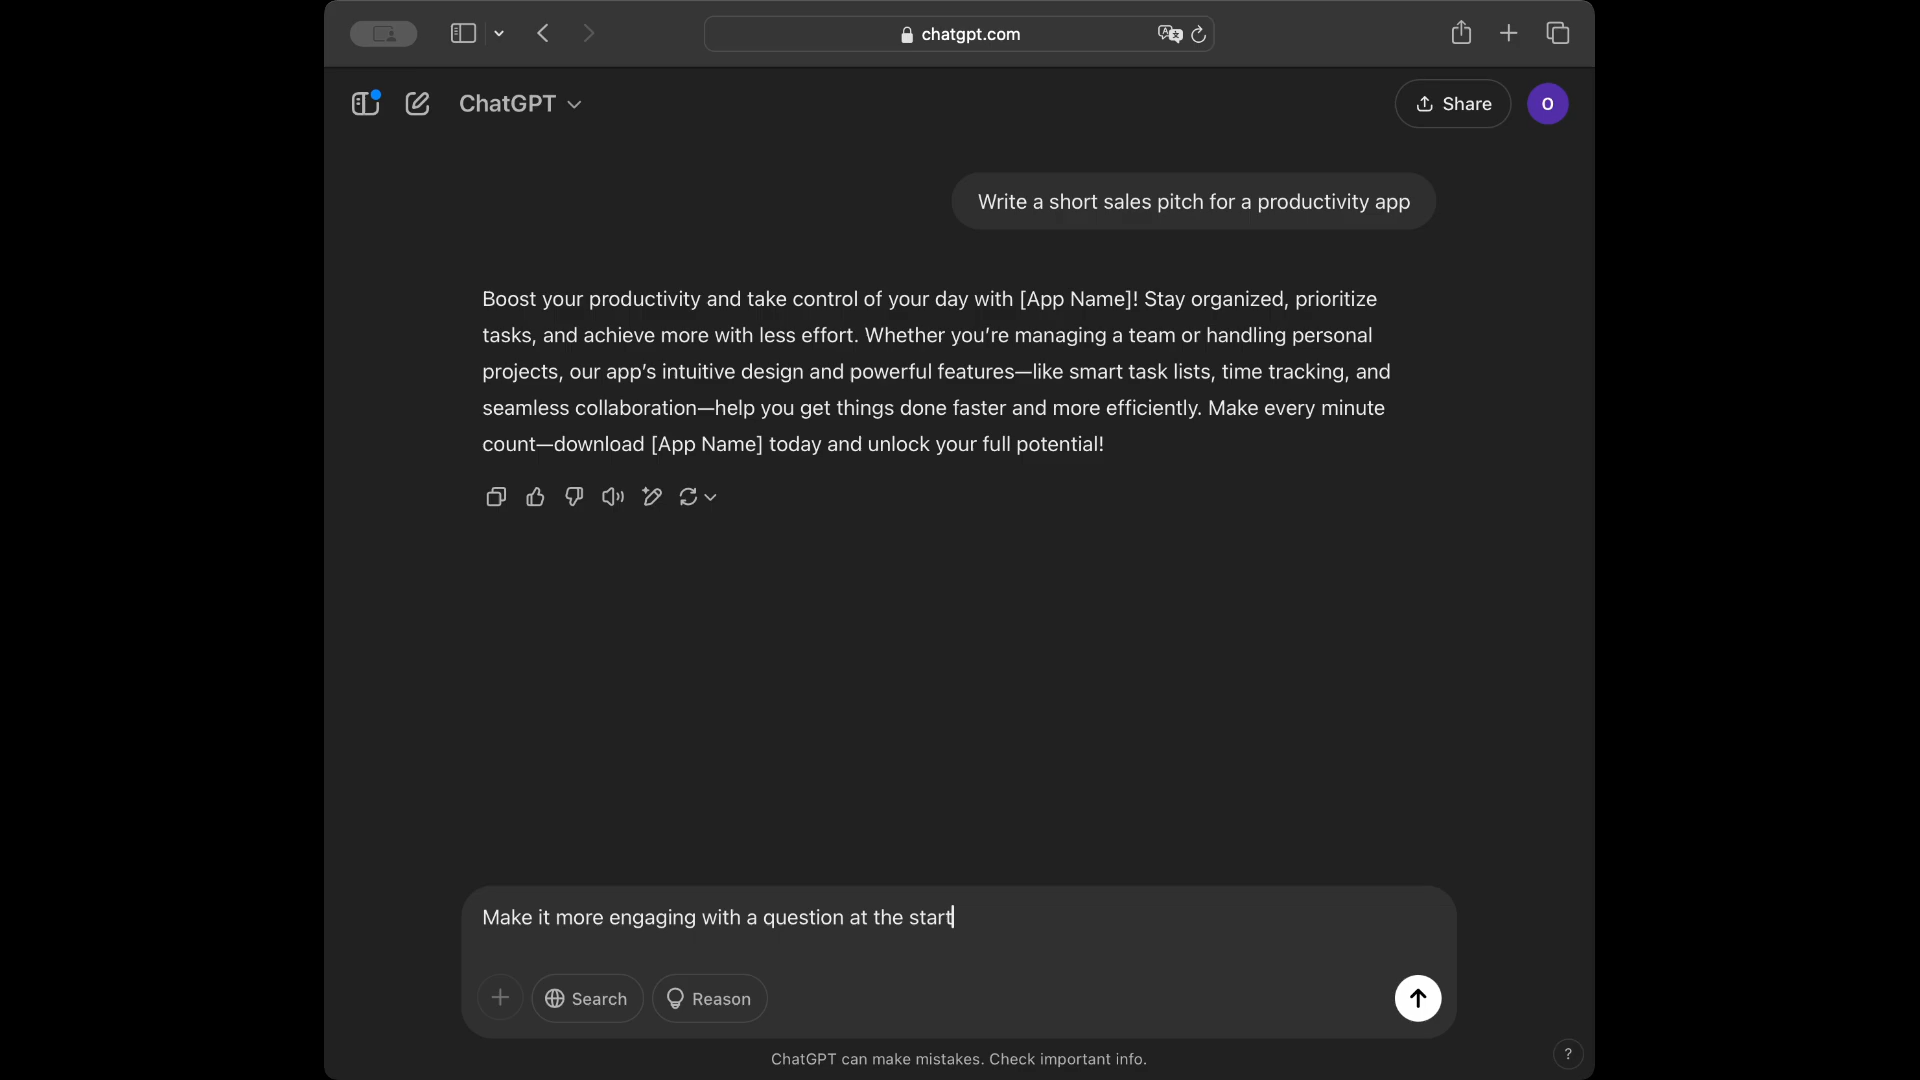 chatgpt.com
ChatGPT
Share
O
Write a short sales pitch for a productivity app
Boost your productivity and take control of your day with [App Name]! Stay organized, prioritize
tasks, and achieve more with less effort. Whether you’re managing a team or handling personal
projects, our app’s intuitive design and powerful features—like smart task lists, time tracking, and
seamless collaboration—help you get things done faster and more efficiently. Make every minute
count—download [App Name] today and unlock your full potential!
Make it more engaging with a question at the start
Search
Reason
ChatGPT can make mistakes. Check important info.
?